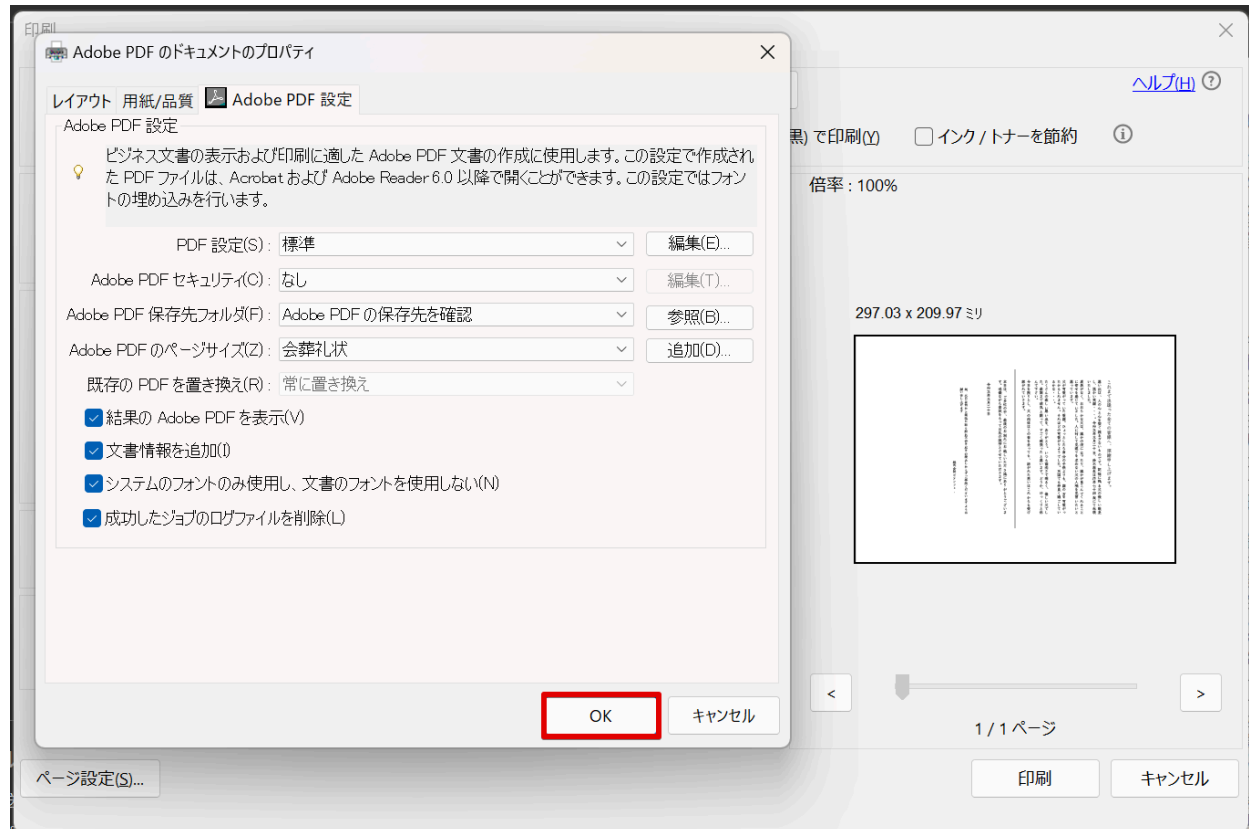 印刷
Adobe PDF のドキュメントのプロパティ
レイアウト 用紙/品質 Adobe PDF 設定
Adobe PDF 設定
ビジネス文書の表示および印刷に適した Adobe PDF 文書の作成に使用します。この設定で作成され
た PDF ファイルは、Acrobat および Adobe Reader 6.0 以降で開くことができます。この設定ではフォン
トの埋め込みを行います。
PDF 設定(S) : 標準 編集(E)...
Adobe PDF セキュリティ(C) : なし 編集(T)...
Adobe PDF 保存先フォルダ(F) : Adobe PDF の保存先を確認 参照(B)...
Adobe PDF のページサイズ(Z) : 会葬礼状 追加(D)...
既存の PDF を置き換え(R) : 常に置き換え
結果の Adobe PDF を表示(V)
文書情報を追加(I)
システムのフォントのみ使用し、文書のフォントを使用しない(N)
成功したジョブのログファイルを削除(L)
OK キャンセル
ヘルプ(H)
黒) で印刷(Y) インク / トナーを節約
倍率 : 100%
297.03 x 209.97 ミリ
< >
1 / 1 ページ
ページ設定(S)... 印刷 キャンセル